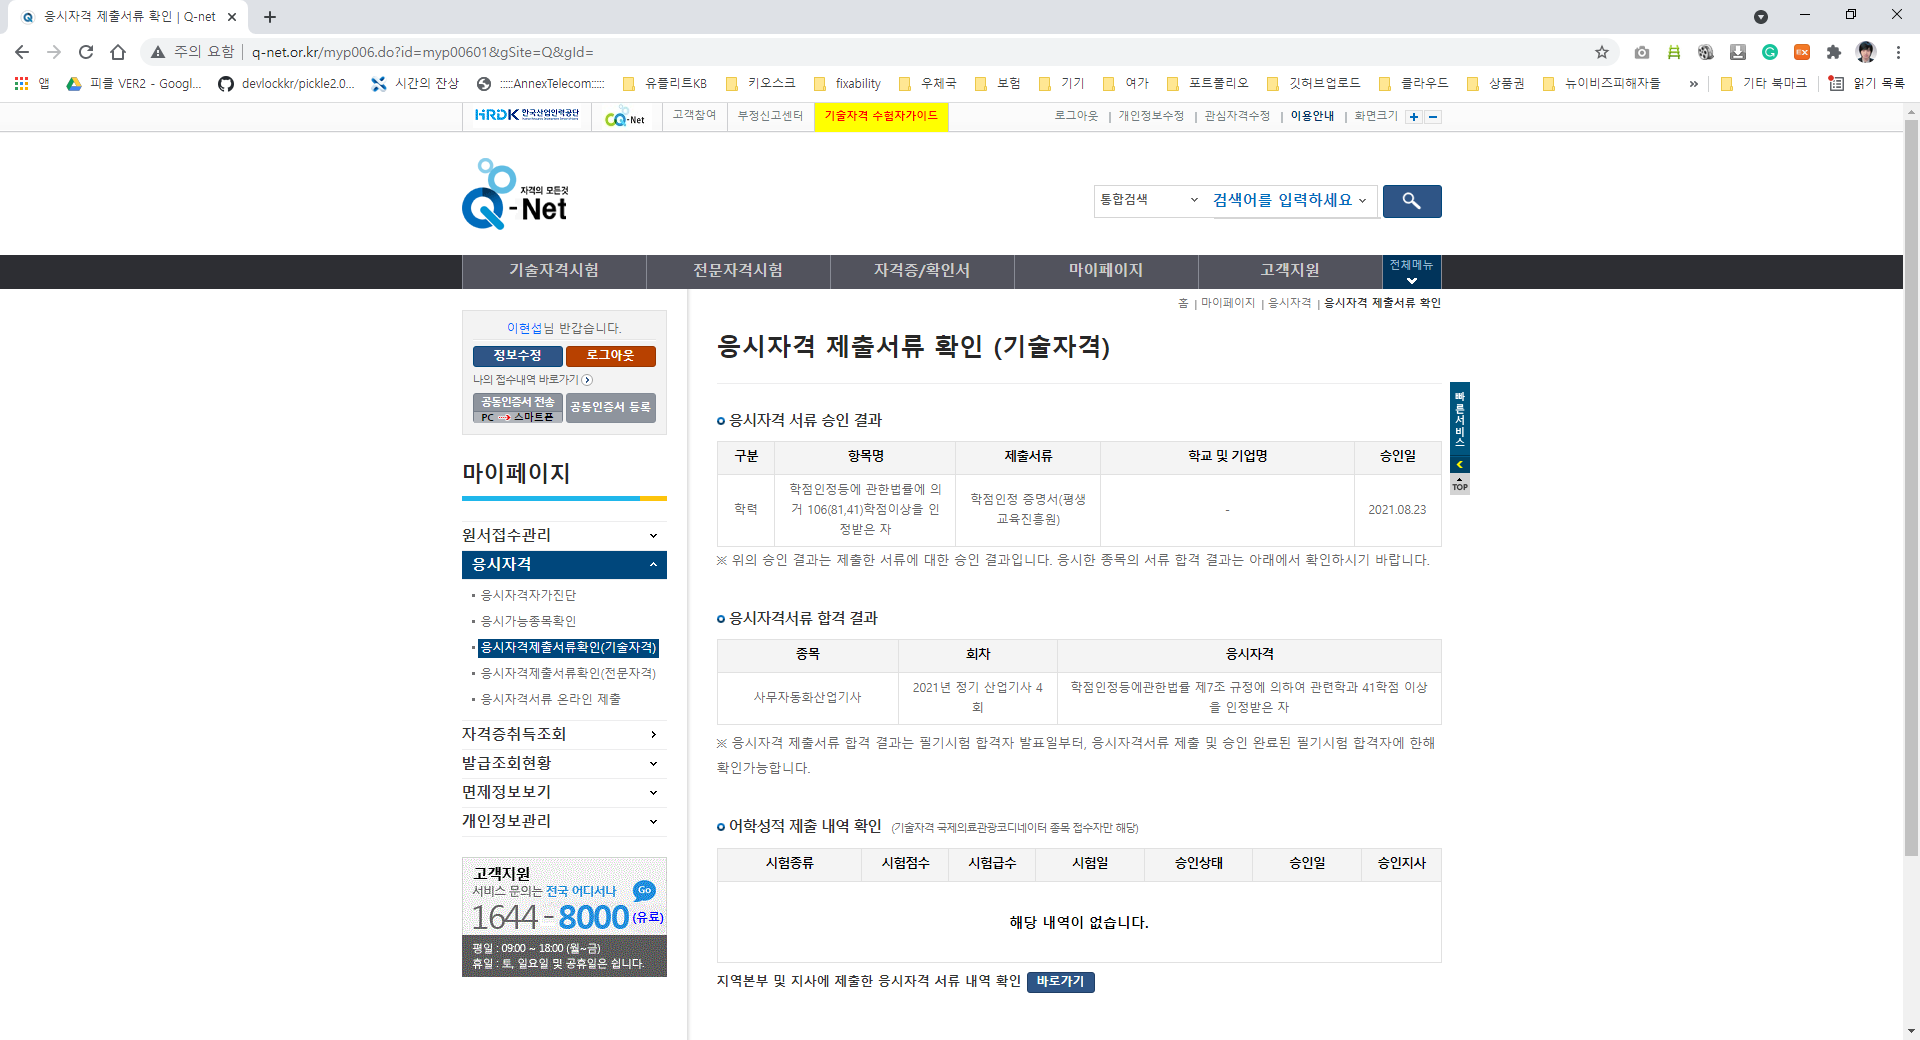 응시자격 제출서류 확인 | Q-net
주의 요함 | q-net.or.kr/myp006.do?id=myp00601&gSite=Q&gId=
앱 피클 VER2 - Googl... devlockkr/pickle2.0... 시간의 잔상 :::::AnnexTelecom::::: 유플리트KB 키오스크 fixability 우체국 보험 기기 여가 포트폴리오 깃허브업로드 클라우드 상품권 뉴이비즈피해자들 » 기타 북마크 읽기 목록
HRDK 한국산업인력공단 CQ-Net 고객참여 부정신고센터 기술자격 수험자가이드 로그아웃 | 개인정보수정 | 관심자격수정 | 이용안내 | 화면크기 + -
자격의 모든것
Q-Net
통합검색 검색어를 입력하세요
기술자격시험 전문자격시험 자격증/확인서 마이페이지 고객지원 전체메뉴
홈 | 마이페이지 | 응시자격 | 응시자격 제출서류 확인
이현섭님 반갑습니다.
정보수정 로그아웃
나의 접수내역 바로가기
공동인증서 전송
PC 스마트폰
공동인증서 등록
마이페이지
원서접수관리
응시자격
응시자격자가진단
응시가능종목확인
응시자격제출서류확인(기술자격)
응시자격제출서류확인(전문자격)
응시자격서류 온라인 제출
자격증취득조회
발급조회현황
면제정보보기
개인정보관리
고객지원
서비스 문의는 전국 어디서나 Go
1644-8000 (유료)
평일 : 09:00 ~ 18:00 (월~금)
휴일 : 토, 일요일 및 공휴일은 쉽니다.
응시자격 제출서류 확인 (기술자격)
응시자격 서류 승인 결과
구분 항목명 제출서류 학교 및 기업명 승인일
학력 학점인정등에 관한법률에 의거 106(81,41)학점이상을 인정받은 자 학점인정 증명서(평생교육진흥원) - 2021.08.23
※ 위의 승인 결과는 제출한 서류에 대한 승인 결과입니다. 응시한 종목의 서류 합격 결과는 아래에서 확인하시기 바랍니다.
응시자격서류 합격 결과
종목 회차 응시자격
사무자동화산업기사 2021년 정기 산업기사 4회 학점인정등에관한법률 제7조 규정에 의하여 관련학과 41학점 이상을 인정받은 자
※ 응시자격 제출서류 합격 결과는 필기시험 합격자 발표일부터, 응시자격서류 제출 및 승인 완료된 필기시험 합격자에 한해
확인가능합니다.
어학성적 제출 내역 확인 (기술자격 국제의료관광코디네이터 종목 접수자만 해당)
시험종류 시험점수 시험급수 시험일 승인상태 승인일 승인지사
해당 내역이 없습니다.
지역본부 및 지사에 제출한 응시자격 서류 내역 확인 바로가기
빠른서비스
TOP